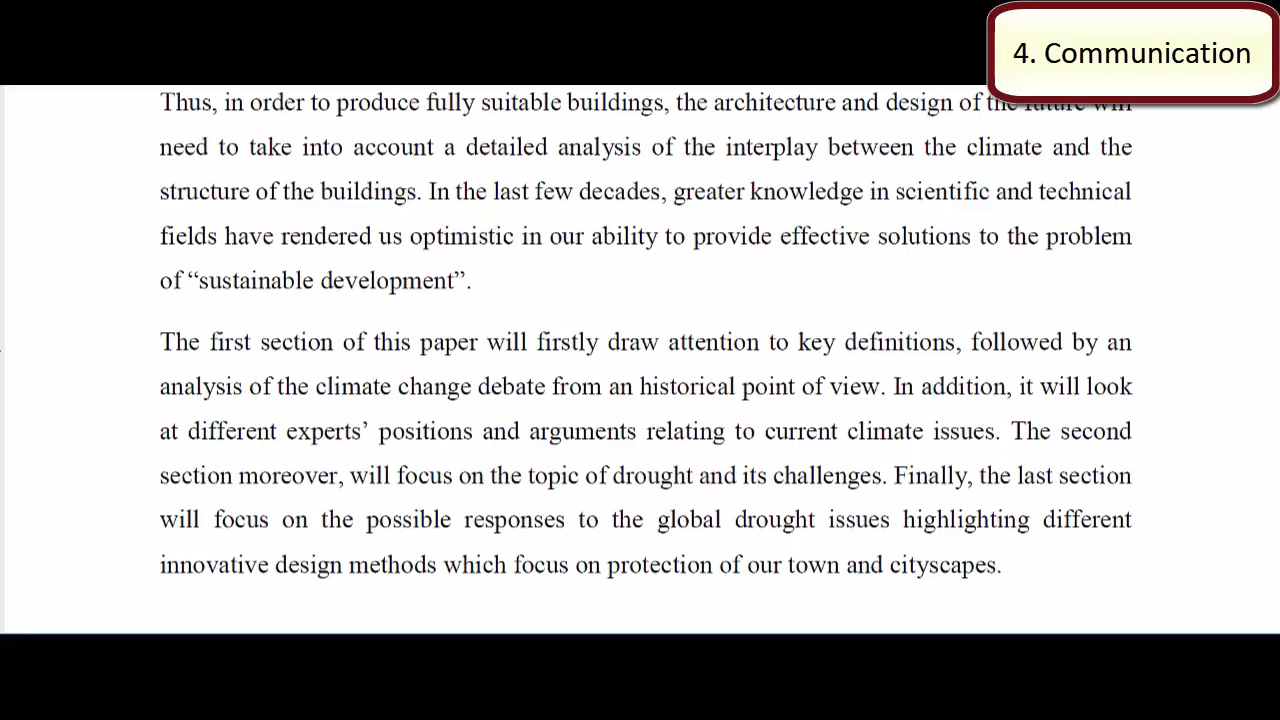 4. Communication
Thus, in order to produce fully suitable buildings, the architecture and design of the future will
need to take into account a detailed analysis of the interplay between the climate and the
structure of the buildings. In the last few decades, greater knowledge in scientific and technical
fields have rendered us optimistic in our ability to provide effective solutions to the problem
of “sustainable development”.
The first section of this paper will firstly draw attention to key definitions, followed by an
analysis of the climate change debate from an historical point of view. In addition, it will look
at different experts’ positions and arguments relating to current climate issues. The second
section moreover, will focus on the topic of drought and its challenges. Finally, the last section
will focus on the possible responses to the global drought issues highlighting different
innovative design methods which focus on protection of our town and cityscapes.